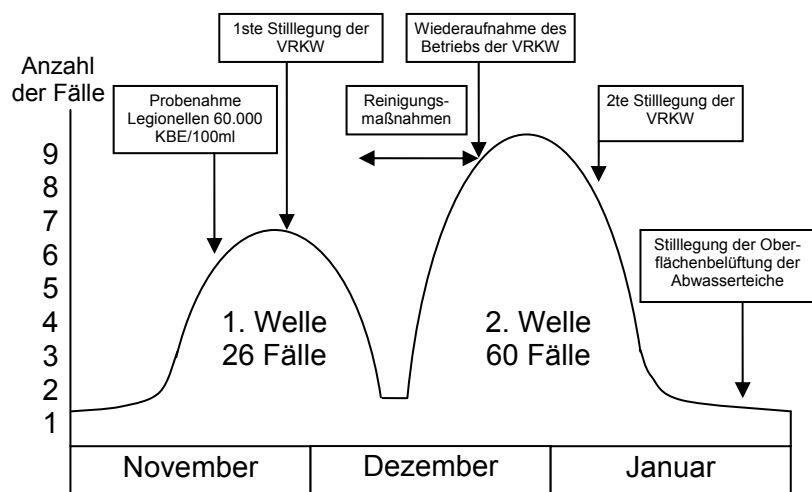 1ste Stilllegung der
VRKW
Wiederaufnahme des
Betriebs der VRKW
Anzahl
der Fälle
Probenahme
Legionellen 60.000
KBE/100ml
Reinigungs-
maßnahmen
2te Stilllegung der
VRKW
9
8
7
6
5
4
3
2
1
Stilllegung der Ober-
flächenbelüftung der
Abwasserteiche
1. Welle
26 Fälle
2. Welle
60 Fälle
November
Dezember
Januar